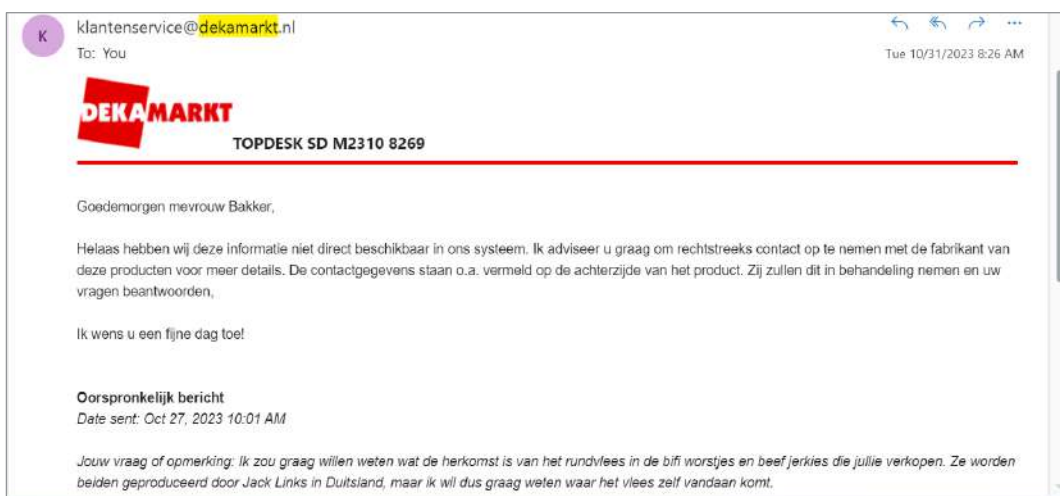 K
klantenservice@dekamarkt.nl
To: You
Tue 10/31/2023 8:26 AM
DEKAMARKT
TOPDESK SD M2310 8269
Goedemorgen mevrouw Bakker,
Helaas hebben wij deze informatie niet direct beschikbaar in ons systeem. Ik adviseer u graag om rechtstreeks contact op te nemen met de fabrikant van
deze producten voor meer details. De contactgegevens staan o.a. vermeld op de achterzijde van het product. Zij zullen dit in behandeling nemen en uw
vragen beantwoorden,
Ik wens u een fijne dag toe!
Oorspronkelijk bericht
Date sent: Oct 27, 2023 10:01 AM
Jouw vraag of opmerking: Ik zou graag willen weten wat de herkomst is van het rundvlees in de bifi worstjes en beef jerkies die jullie verkopen. Ze worden
beiden geproduceerd door Jack Links in Duitsland, maar ik wil dus graag weten waar het vlees zelf vandaan komt.